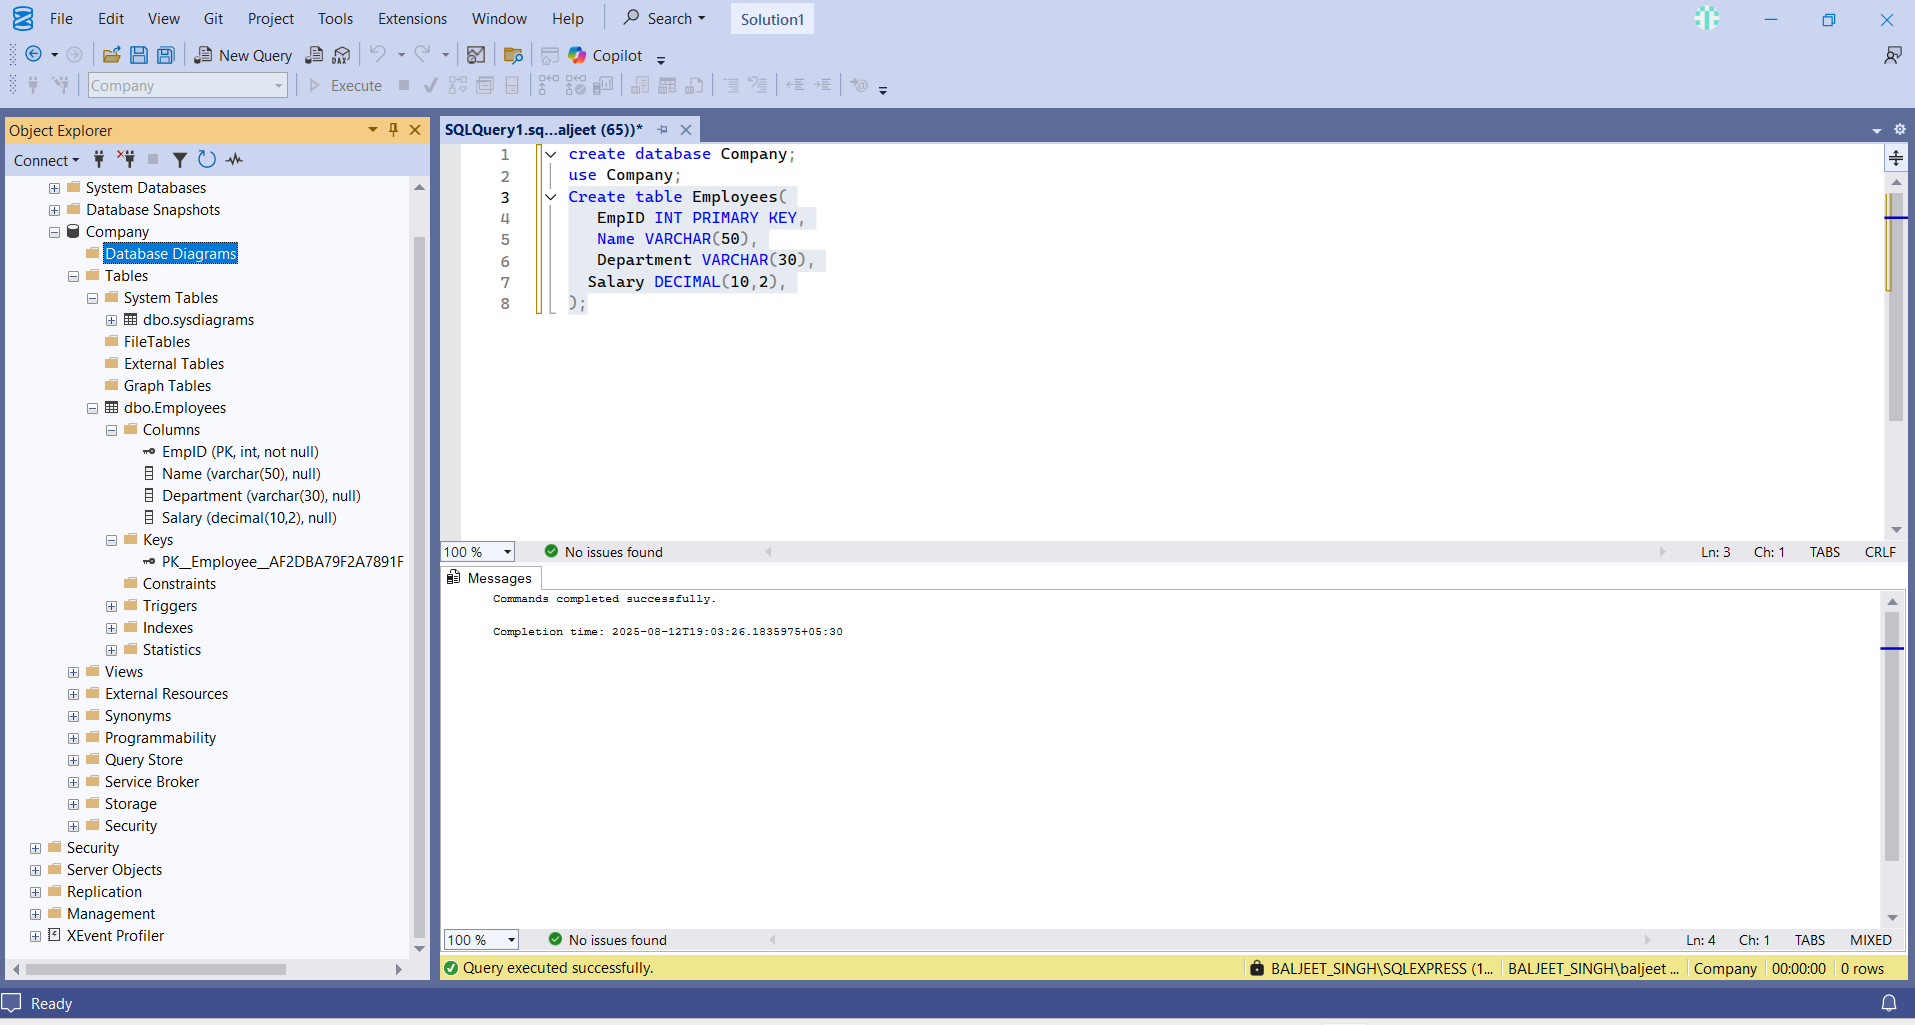 File Edit View Git Project Tools Extensions Window Help Search Solution1
New Query DAX Copilot
Company Execute
Object Explorer
Connect
System Databases
Database Snapshots
Company
Database Diagrams
Tables
System Tables
dbo.sysdiagrams
FileTables
External Tables
Graph Tables
dbo.Employees
Columns
EmpID (PK, int, not null)
Name (varchar(50), null)
Department (varchar(30), null)
Salary (decimal(10,2), null)
Keys
PK__Employee__AF2DBA79F2A7891F
Constraints
Triggers
Indexes
Statistics
Views
External Resources
Synonyms
Programmability
Query Store
Service Broker
Storage
Security
Security
Server Objects
Replication
Management
XEvent Profiler
SQLQuery1.sq...aljeet (65))*
1 create database Company;
2 use Company;
3 Create table Employees(
4 EmpID INT PRIMARY KEY,
5 Name VARCHAR(50),
6 Department VARCHAR(30),
7 Salary DECIMAL(10,2),
8 );
100 % No issues found Ln: 3 Ch: 1 TABS CRLF
Messages
Commands completed successfully.
Completion time: 2025-08-12T19:03:26.1835975+05:30
100 % No issues found Ln: 4 Ch: 1 TABS MIXED
Query executed successfully. BALJEET_SINGH\SQLEXPRESS (1... BALJEET_SINGH\baljeet ... Company 00:00:00 0 rows
Ready